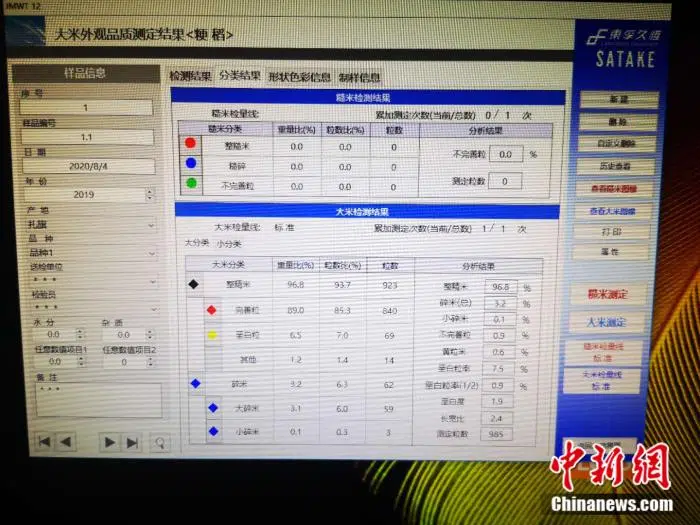 JMWT 12
大米外观品质测定结果<粳 稻>
東孚久恒
SATAKE
样品信息
序 号
1
样品编号
1.1
日 期
2020/8/4
年 份
2019
产 地
扎旗
品 种
品种1
送检单位
* * *
检验员
* * *
水 分 杂 质
0.0 0.0
任意数值项目1 任意数值项目2
0.0 0
备 注
* * *
检测结果 分类结果 形状色彩信息 制样信息
糙米检测结果
糙米检量线: 累加测定次数(当前/总数) 0 / 1 次
糙米分类 重量比(%) 粒数比(%) 粒数 分析结果
整糙米 0.0 0.0 0
糙碎 0.0 0.0 0
不完善粒 0.0 0.0 0
不完善粒 0.0 %
测定粒数 0
大米检测结果
大米检量线: 标 准 累加测定次数(当前/总数) 1 / 1 次
大分类 小分类
大米分类 重量比(%) 粒数比(%) 粒数 分析结果
整糙米 96.8 93.7 923
完善粒 89.0 85.3 840
垩白粒 6.5 7.0 69
其他 1.2 1.4 14
碎米 3.2 6.3 62
大碎米 3.1 6.0 59
小碎米 0.1 0.3 3
整糙米 96.8 %
碎米(总) 3.2 %
小碎米 0.1 %
不完善粒 0.9 %
黄粒米 0.6 %
垩白粒率 7.5 %
垩白粒率(1/2) 0.9 %
垩白度 1.9
长宽比 2.4
测定粒数 985
新 建
删 除
自定义删除
历史查看
查看糙米图像
查看大米图像
打 印
属 性
糙米测定
大米测定
糙米检量线
标 准
大米检量线
标 准
中新网
Chinanews.com